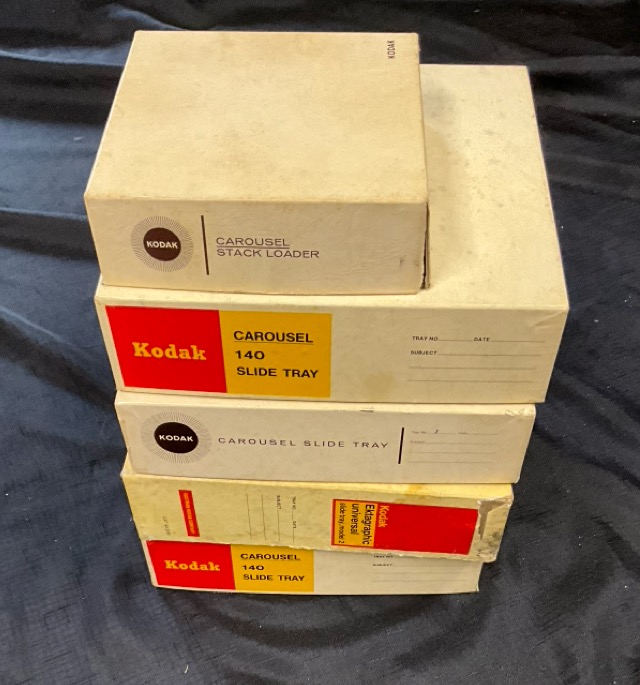 KODAK
KODAK
CAROUSEL
STACK LOADER
Kodak
CAROUSEL
140
SLIDE TRAY
TRAY NO.
DATE
SUBJECT
KODAK
CAROUSEL SLIDE TRAY
Kodak
Ektagraphic
universal
slide tray, model 2
Kodak
CAROUSEL
140
SLIDE TRAY
SUBJECT